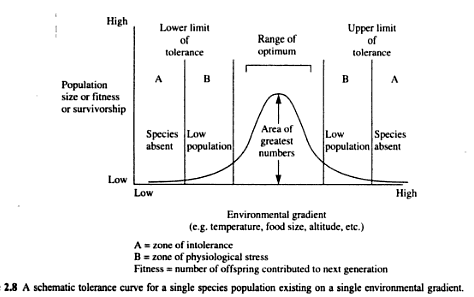 High
Lower limit
of
tolerance
Range of
optimum
Upper limit
of
tolerance
A
B
B
A
Population
size or fitness
or survivorship
Species
absent
Low
population
Area of
greatest
numbers
Low
population
Species
absent
Low
Low
High
Environmental gradient
(e.g. temperature, food size, altitude, etc.)
A = zone of intolerance
B = zone of physiological stress
Fitness = number of offspring contributed to next generation
2.8 A schematic tolerance curve for a single species population existing on a single environmental gradient.